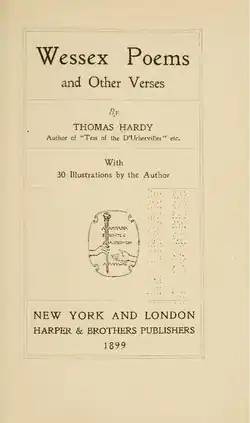 Wessex Poems
and Other Verses
By
THOMAS HARDY
Author of "Tess of the D'Urbervilles" etc.
With
30 Illustrations by the Author
NEW YORK AND LONDON
HARPER & BROTHERS PUBLISHERS
1899